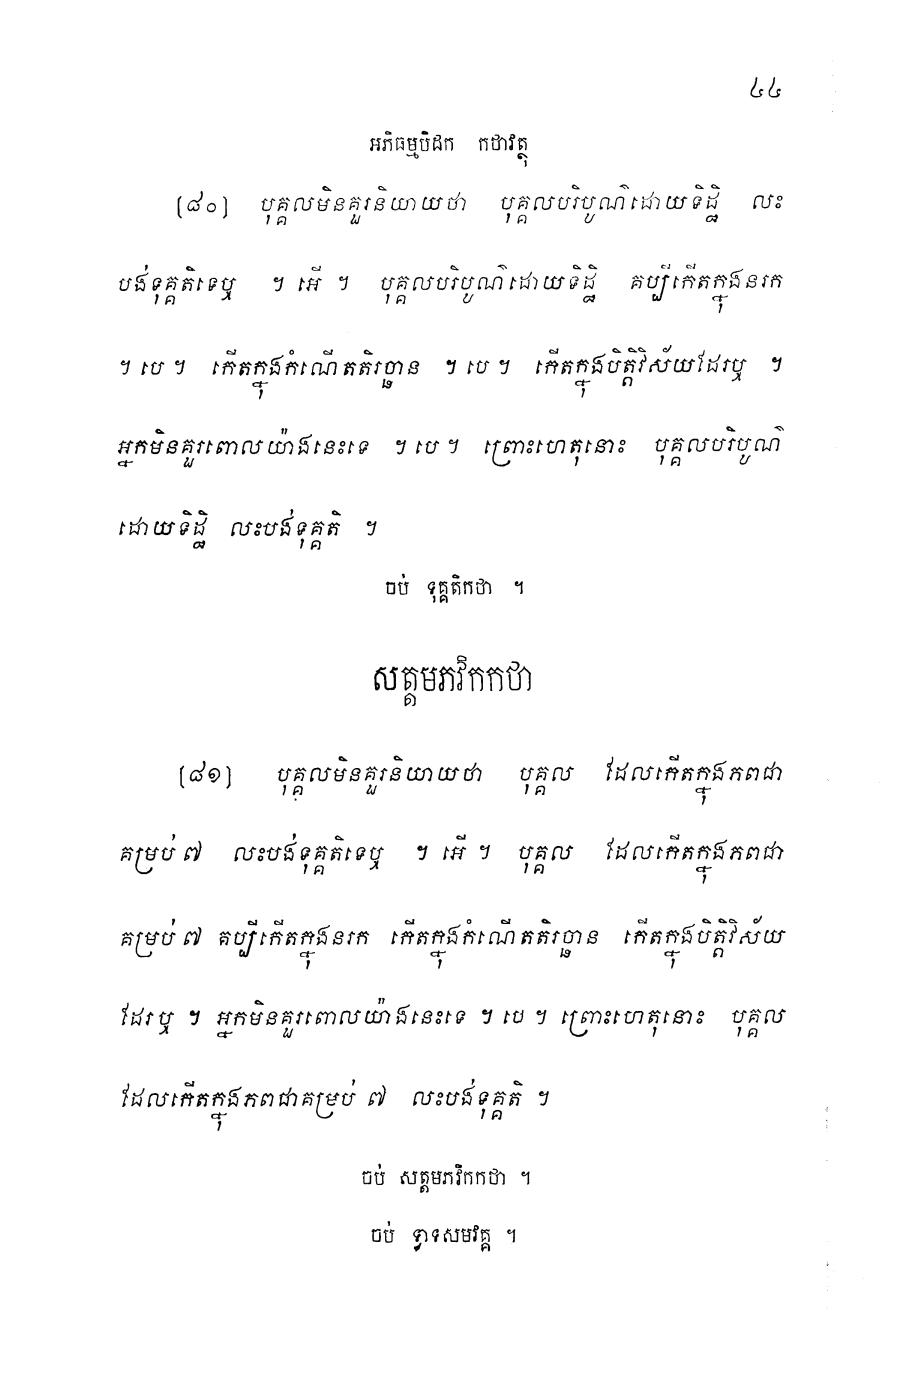 ៤៤
អភិធម្មបិដក កថាវត្ថុ
(៨០) បុគ្គលមិនគួរនិយាយថា បុគ្គលបរិបូណ៌ដោយទិដ្ឋិ លះ
បង់ទុគ្គតិទេឬ ។ អើ ។ បុគ្គលបរិបូណ៌ដោយទិដ្ឋិ គប្បីកើតក្នុងនរក
។ បេ ។ កើតក្នុងកំណើតតិរច្ឆាន ។ បេ ។ កើតក្នុងបិត្តិវិស័យដែរឬ ។
អ្នកមិនគួរពោលយ៉ាងនេះទេ ។ បេ ។ ព្រោះហេតុនោះ បុគ្គលបរិបូណ៌
ដោយទិដ្ឋិ លះបង់ទុគ្គតិ ។
ចប់ ទុគ្គតិកថា ។
សត្តមភវិកកថា
(៨១) បុគ្គលមិនគួរនិយាយថា បុគ្គល ដែលកើតក្នុងភពជា
គម្រប់ ៧ លះបង់ទុគ្គតិទេឬ ។ អើ ។ បុគ្គល ដែលកើតក្នុងភពជា
គម្រប់ ៧ គប្បីកើតក្នុងនរក កើតក្នុងកំណើតតិរច្ឆាន កើតក្នុងបិត្តិវិស័យ
ដែរឬ ។ អ្នកមិនគួរពោលយ៉ាងនេះទេ ។ បេ ។ ព្រោះហេតុនោះ បុគ្គល
ដែលកើតក្នុងភពជាគម្រប់ ៧ លះបង់ទុគ្គតិ ។
ចប់ សត្តមភវិកកថា ។
ចប់ ទ្វាទសមវគ្គ ។